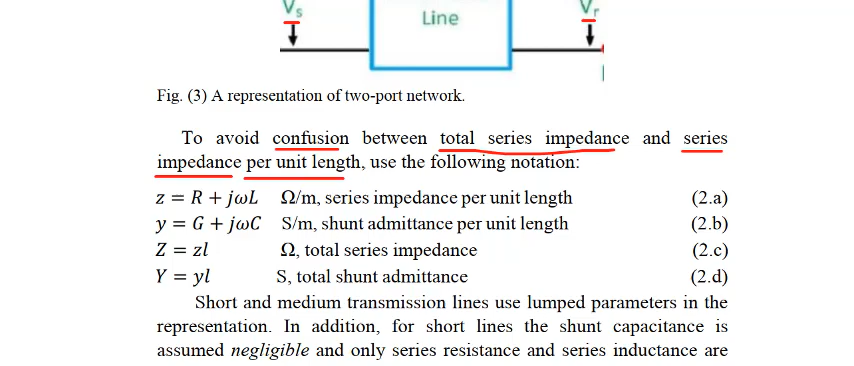 Vs
Vr
Line
Fig. (3) A representation of two-port network.
To avoid confusion between total series impedance and series
impedance per unit length, use the following notation:
z = R + jωL Ω/m, series impedance per unit length (2.a)
y = G + jωC S/m, shunt admittance per unit length (2.b)
Z = zl Ω, total series impedance (2.c)
Y = yl S, total shunt admittance (2.d)
Short and medium transmission lines use lumped parameters in the
representation. In addition, for short lines the shunt capacitance is
assumed negligible and only series resistance and series inductance are